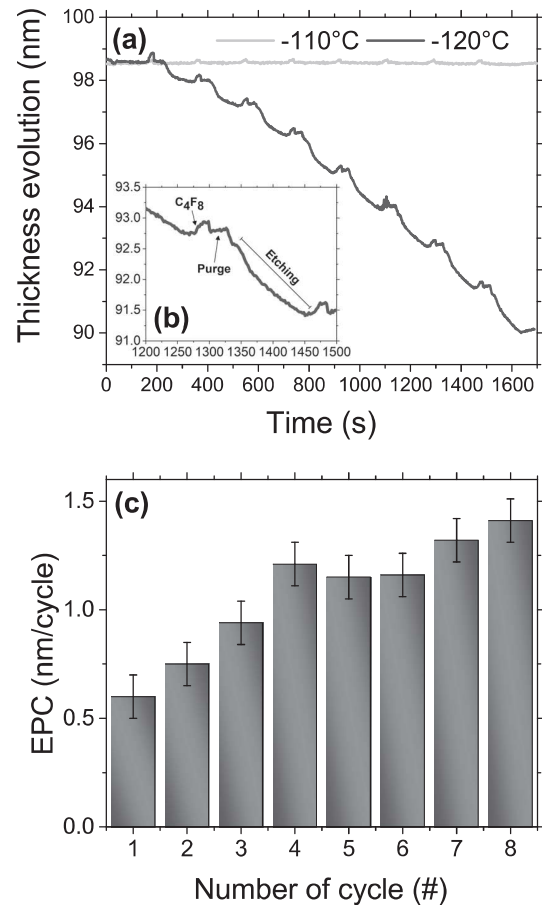 (a)
-110°C
-120°C
Thickness evolution (nm)
100
98
96
94
92
90
0 200 400 600 800 1000 1200 1400 1600
Time (s)
93.5
93.0
92.5
92.0
91.5
91.0
C₄F₈
Purge
Etching
(b)
1200 1250 1300 1350 1400 1450 1500
(c)
EPC (nm/cycle)
1.5
1.0
0.5
0.0
1 2 3 4 5 6 7 8
Number of cycle (#)